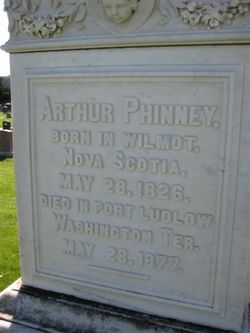 ARTHUR PHINNEY,
BORN IN WILMOT,
NOVA SCOTIA,
MAY 28, 1826,
DIED IN PORT LUDLOW
WASHINGTON TER.
MAY 28, 1877.